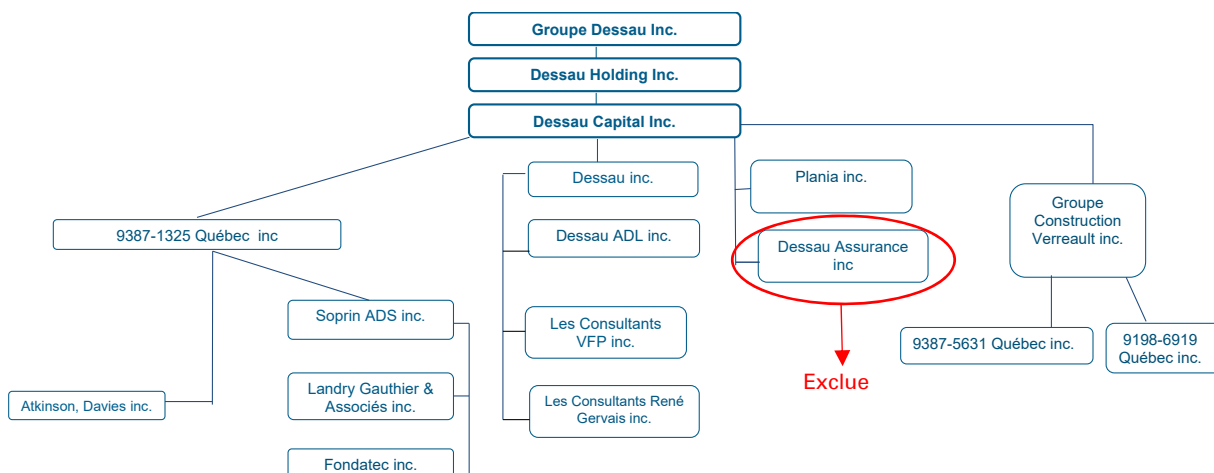 Groupe Dessau Inc.
Dessau Holding Inc.
Dessau Capital Inc.
Dessau inc.
Plania inc.
Groupe
Construction
Verreault inc.
9387-1325 Québec inc
Dessau ADL inc.
Dessau Assurance
inc
Soprin ADS inc.
Les Consultants
VFP inc.
9387-5631 Québec inc.
9198-6919
Québec inc.
Exclue
Atkinson, Davies inc.
Landry Gauthier &
Associés inc.
Les Consultants René
Gervais inc.
Fondatec inc.